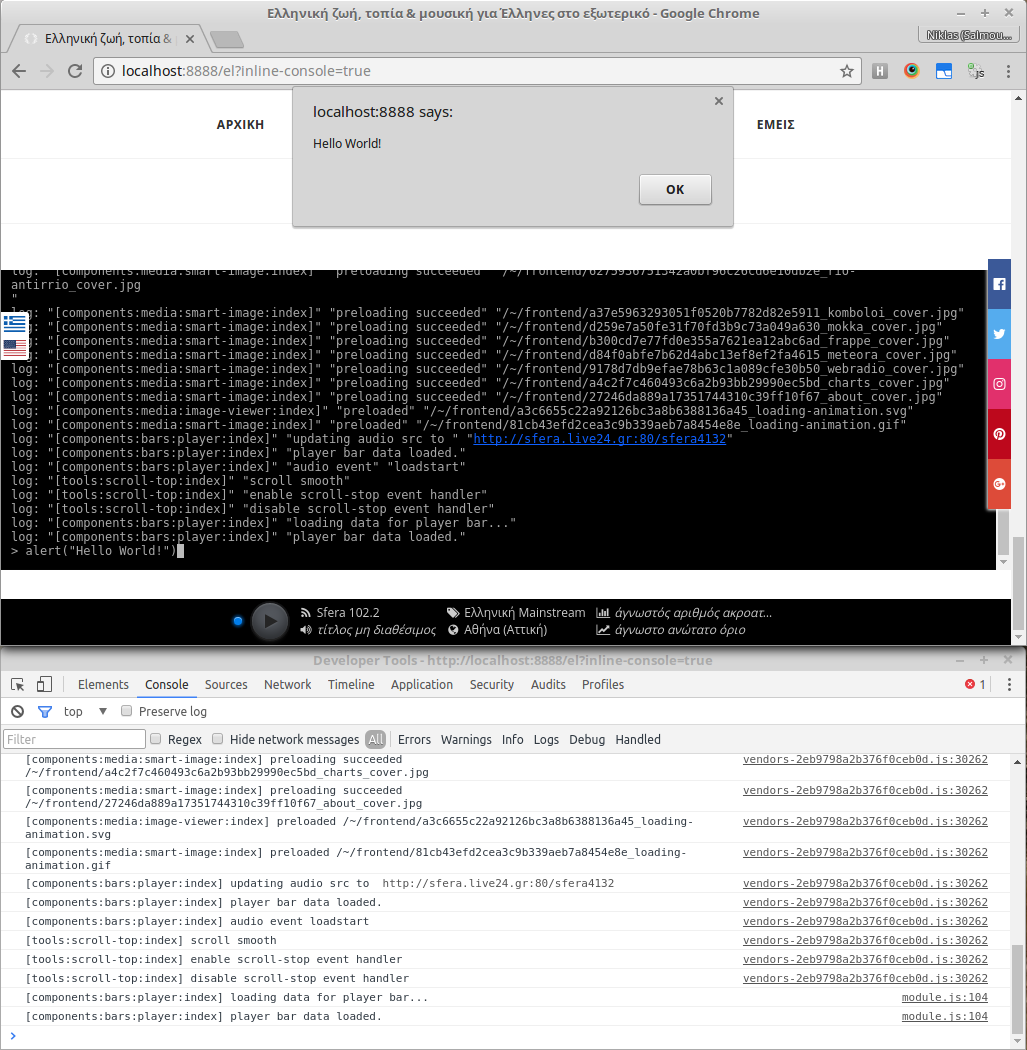 Ελληνική ζωή, τοπία & μουσική για Έλληνες στο εξωτερικό - Google Chrome
Ελληνική ζωή, τοπία &
Niklas (Salmou...
localhost:8888/el?inline-console=true
H
js
ΑΡΧΙΚΗ
ΕΜΕΙΣ
localhost:8888 says:
Hello World!
OK
log: "[components:media:smart-image:index]" "preloading succeeded" "/~/frontend/6275956751342a0bf96c26cd6e10db2e_rio-
antirrio_cover.jpg
"
log: "[components:media:smart-image:index]" "preloading succeeded" "/~/frontend/a37e5963293051f0520b7782d82e5911_komboloi_cover.jpg"
log: "[components:media:smart-image:index]" "preloading succeeded" "/~/frontend/d259e7a50fe31f70fd3b9c73a049a630_mokka_cover.jpg"
log: "[components:media:smart-image:index]" "preloading succeeded" "/~/frontend/b300cd7e77fd0e355a7621ea12abc6ad_frappe_cover.jpg"
log: "[components:media:smart-image:index]" "preloading succeeded" "/~/frontend/d84f0abfe7b62d4abc13ef8ef2fa4615_meteora_cover.jpg"
log: "[components:media:smart-image:index]" "preloading succeeded" "/~/frontend/9178d7db9efae78b63c1a089cfe30b50_webradio_cover.jpg"
log: "[components:media:smart-image:index]" "preloading succeeded" "/~/frontend/a4c2f7c460493c6a2b93bb29990ec5bd_charts_cover.jpg"
log: "[components:media:smart-image:index]" "preloading succeeded" "/~/frontend/27246da889a17351744310c39ff10f67_about_cover.jpg"
log: "[components:media:image-viewer:index]" "preloaded" "/~/frontend/a3c6655c22a92126bc3a8b6388136a45_loading-animation.svg"
log: "[components:media:smart-image:index]" "preloaded" "/~/frontend/81cb43efd2cea3c9b339aeb7a8454e8e_loading-animation.gif"
log: "[components:bars:player:index]" "updating audio src to " "http://sfera.live24.gr:80/sfera4132"
log: "[components:bars:player:index]" "player bar data loaded."
log: "[components:bars:player:index]" "audio event" "loadstart"
log: "[tools:scroll-top:index]" "scroll smooth"
log: "[tools:scroll-top:index]" "enable scroll-stop event handler"
log: "[tools:scroll-top:index]" "disable scroll-stop event handler"
log: "[components:bars:player:index]" "loading data for player bar..."
log: "[components:bars:player:index]" "player bar data loaded."
> alert("Hello World!")
Sfera 102.2 Ελληνική Mainstream άγνωστός αριθμός ακροατ...
τίτλος μη διαθέσιμος Αθήνα (Αττική) άγνωστο ανώτατο όριο
Developer Tools - http://localhost:8888/el?inline-console=true
Elements Console Sources Network Timeline Application Security Audits Profiles 1
top Preserve log
Filter Regex Hide network messages All Errors Warnings Info Logs Debug Handled
[components:media:smart-image:index] preloading succeeded vendors-2eb9798a2b376f0ceb0d.js:30262
/~/frontend/a4c2f7c460493c6a2b93bb29990ec5bd_charts_cover.jpg
[components:media:smart-image:index] preloading succeeded vendors-2eb9798a2b376f0ceb0d.js:30262
/~/frontend/27246da889a17351744310c39ff10f67_about_cover.jpg
[components:media:image-viewer:index] preloaded /~/frontend/a3c6655c22a92126bc3a8b6388136a45_loading- vendors-2eb9798a2b376f0ceb0d.js:30262
animation.svg
[components:media:smart-image:index] preloaded /~/frontend/81cb43efd2cea3c9b339aeb7a8454e8e_loading- vendors-2eb9798a2b376f0ceb0d.js:30262
animation.gif
[components:bars:player:index] updating audio src to http://sfera.live24.gr:80/sfera4132 vendors-2eb9798a2b376f0ceb0d.js:30262
[components:bars:player:index] player bar data loaded. vendors-2eb9798a2b376f0ceb0d.js:30262
[components:bars:player:index] audio event loadstart vendors-2eb9798a2b376f0ceb0d.js:30262
[tools:scroll-top:index] scroll smooth vendors-2eb9798a2b376f0ceb0d.js:30262
[tools:scroll-top:index] enable scroll-stop event handler vendors-2eb9798a2b376f0ceb0d.js:30262
[tools:scroll-top:index] disable scroll-stop event handler vendors-2eb9798a2b376f0ceb0d.js:30262
[components:bars:player:index] loading data for player bar... module.js:104
[components:bars:player:index] player bar data loaded. module.js:104